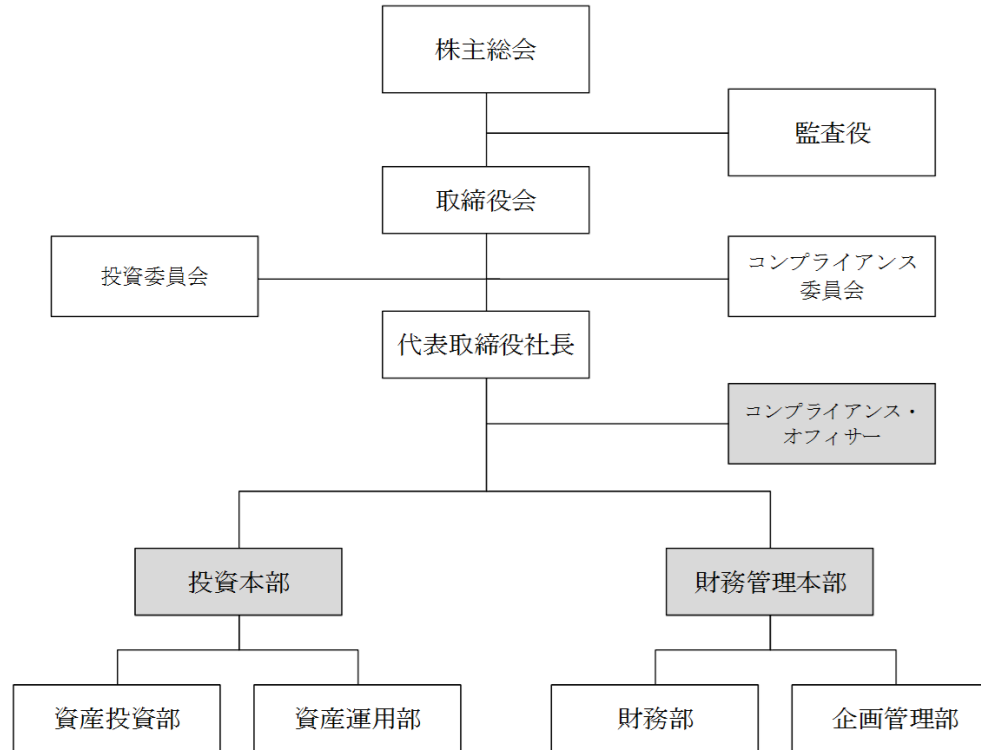 株主総会
監査役
取締役会
投資委員会
コンプライアンス
委員会
代表取締役社長
コンプライアンス・
オフィサー
投資本部
財務管理本部
資産投資部
資産運用部
財務部
企画管理部